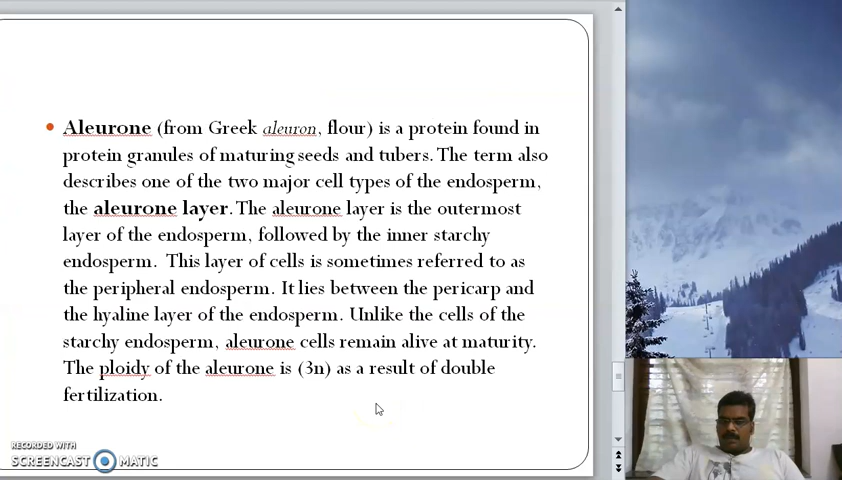 Aleurone (from Greek aleuron, flour) is a protein found in
protein granules of maturing seeds and tubers. The term also
describes one of the two major cell types of the endosperm,
the aleurone layer. The aleurone layer is the outermost
layer of the endosperm, followed by the inner starchy
endosperm. This layer of cells is sometimes referred to as
the peripheral endosperm. It lies between the pericarp and
the hyaline layer of the endosperm. Unlike the cells of the
starchy endosperm, aleurone cells remain alive at maturity.
The ploidy of the aleurone is (3n) as a result of double
fertilization.
RECORDED WITH
SCREENCAST MATIC